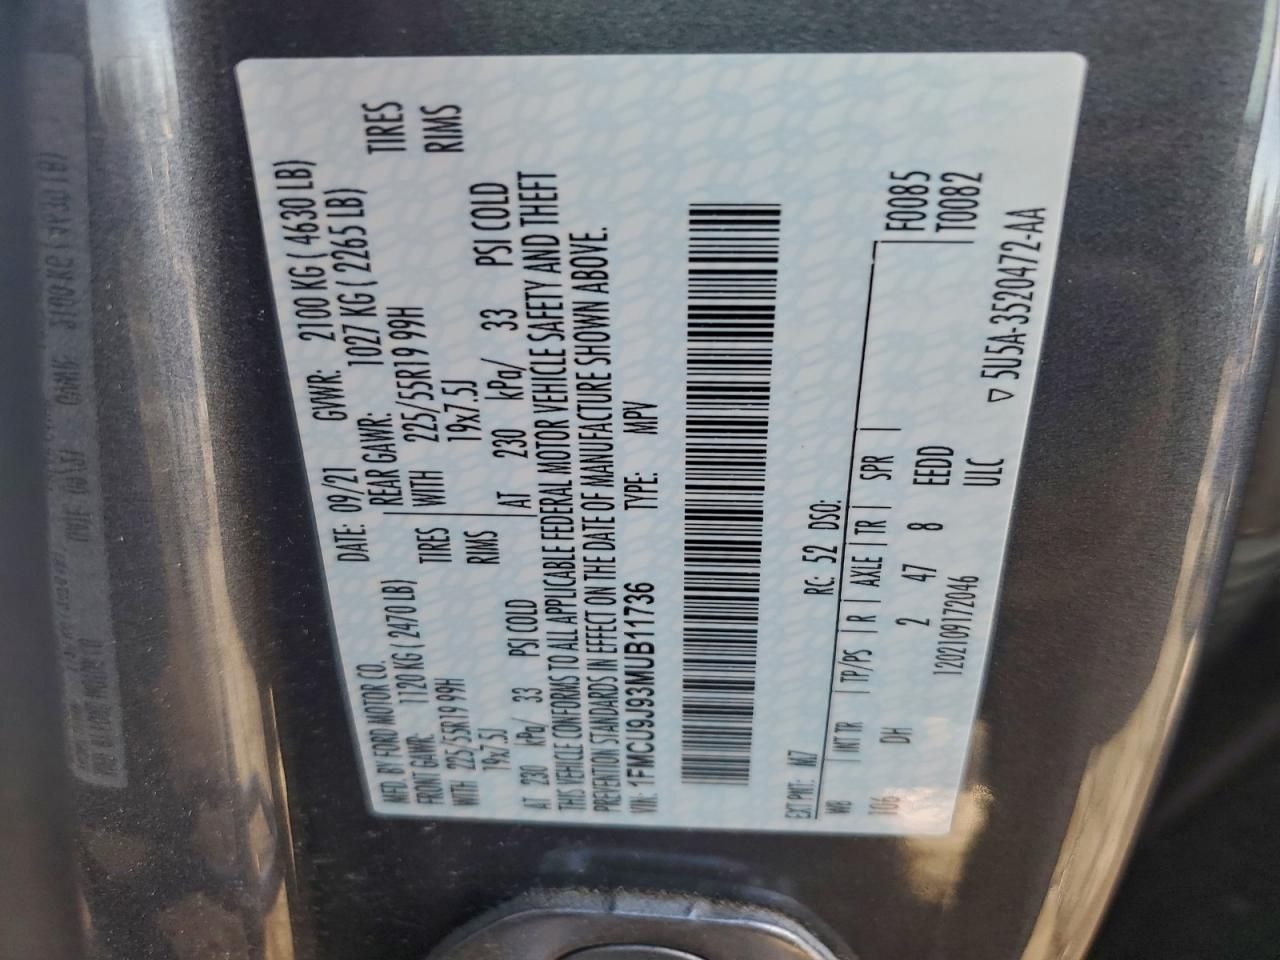 MFD. BY FORD MOTOR CO.
DATE: 09/21 GVWR: 2100 KG ( 4630 LB)
FRONT GAWR: 1120 KG ( 2470 LB) REAR GAWR: 1027 KG ( 2265 LB)
WITH 225/55R19 99H TIRES WITH 225/55R19 99H TIRES
19x7.5J RIMS 19x7.5J RIMS
AT 230 kPa/ 33 PSI COLD AT 230 kPa/ 33 PSI COLD
THIS VEHICLE CONFORMS TO ALL APPLICABLE FEDERAL MOTOR VEHICLE SAFETY AND THEFT
PREVENTION STANDARDS IN EFFECT ON THE DATE OF MANUFACTURE SHOWN ABOVE.
VIN: 1FMCU9J93MUB11736 TYPE: MPV
EXT PNT: M7 RC: 52 DSO:
WB INT TR TP/PS R AXLE TR SPR F0085
106 DH 2 47 8 EEDD T0082
1202109172046 ULC
▽ 5U5A-3520472-AA